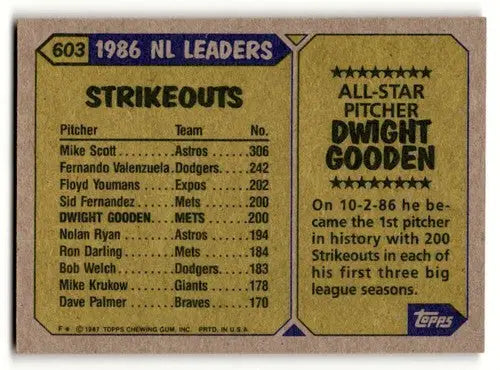 603 1986 NL LEADERS
STRIKEOUTS
Pitcher Team No.
Mike Scott........Astros.....306
Fernando Valenzuela.Dodgers....242
Floyd Youmans.....Expos.....202
Sid Fernandez.....Mets......200
DWIGHT GOODEN...METS....200
Nolan Ryan........Astros.....194
Ron Darling.......Mets......184
Bob Welch.........Dodgers....183
Mike Krukow.......Giants.....178
Dave Palmer.......Braves.....170
F* © 1987 TOPPS CHEWING GUM, INC. PRTD. IN U.S.A.
★★★★★★★★
ALL-STAR
PITCHER
DWIGHT
GOODEN
★★★★★★★★
On 10-2-86 he be-
came the 1st pitcher
in history with 200
Strikeouts in each of
his first three big
league seasons.
Topps